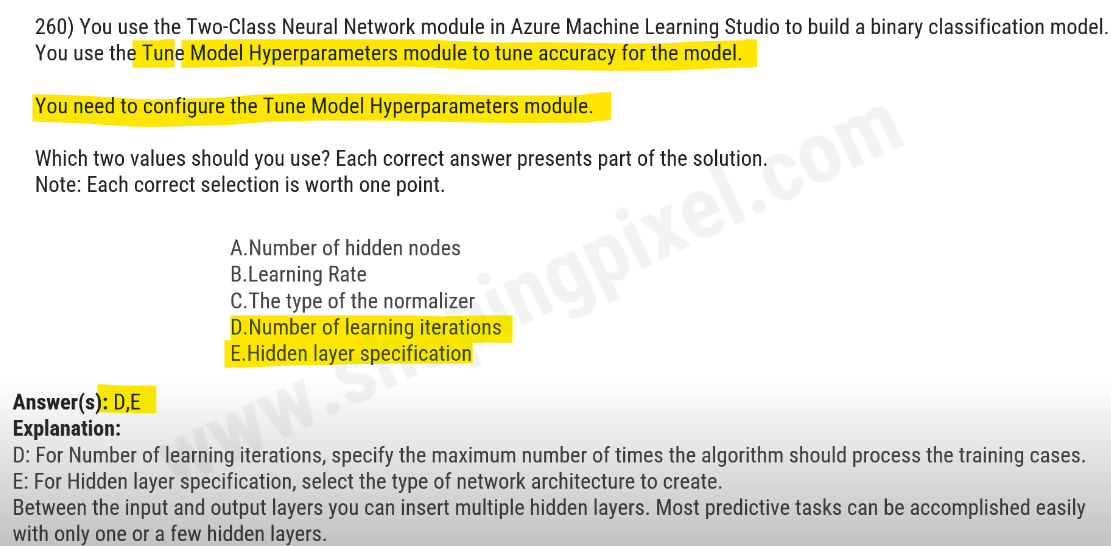 260) You use the Two-Class Neural Network module in Azure Machine Learning Studio to build a binary classification model.
You use the Tune Model Hyperparameters module to tune accuracy for the model.
You need to configure the Tune Model Hyperparameters module.
Which two values should you use? Each correct answer presents part of the solution.
Note: Each correct selection is worth one point.
A.Number of hidden nodes
B.Learning Rate
C.The type of the normalizer
D.Number of learning iterations
E.Hidden layer specification
Answer(s): D,E
Explanation:
D: For Number of learning iterations, specify the maximum number of times the algorithm should process the training cases.
E: For Hidden layer specification, select the type of network architecture to create.
Between the input and output layers you can insert multiple hidden layers. Most predictive tasks can be accomplished easily
with only one or a few hidden layers.